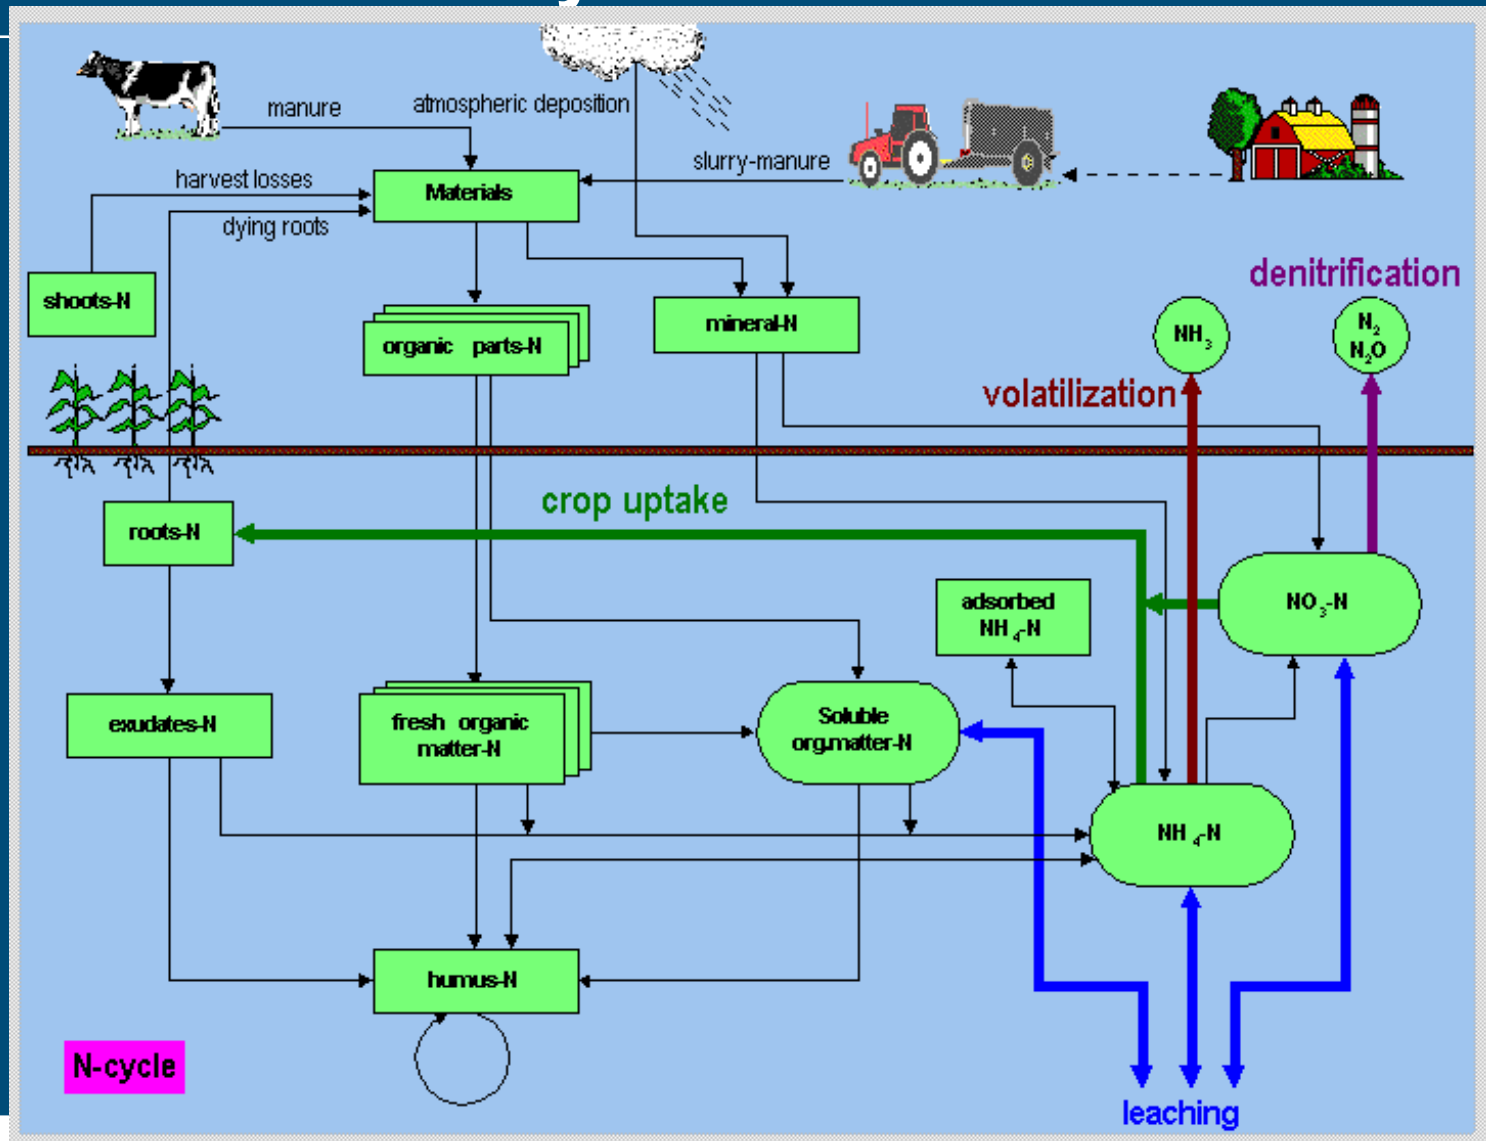 manure
atmospheric deposition
slurry-manure
harvest losses
Materials
dying roots
denitrification
shoots-N
mineral-N
organic parts-N
NH3
N2
N2O
volatilization
crop uptake
roots-N
adsorbed
NH4-N
NO3-N
exudates-N
fresh organic
matter-N
Soluble
org.matter-N
NH4-N
humus-N
N-cycle
leaching